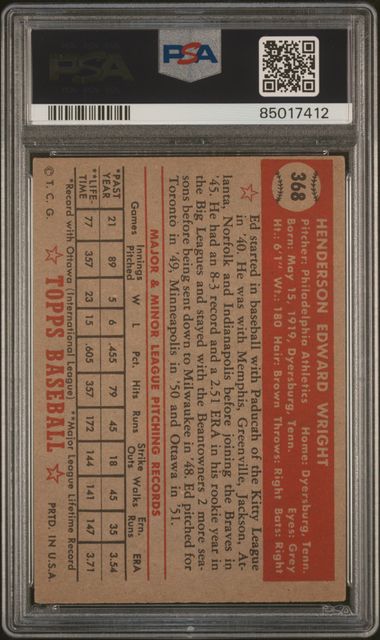 PSA
PSA
85017412
368
HENDERSON EDWARD WRIGHT
Pitcher: Philadelphia Athletics Home: Dyersburg, Tenn.
Born: May 15, 1919, Dyersburg, Tenn. Eyes: Grey
Ht.: 6'1" Wt.: 180 Hair: Brown Throws: Right Bats: Right
Ed started in baseball with Paducah of the Kitty League
in '40. He was with Memphis, Greenville, Jackson, At-
lanta, Norfolk and Indianapolis before joining the Braves in
'45. He had an 8-3 record and a 2.51 ERA in his rookie year in
the Big Leagues and stayed with the Beantowners 2 more sea-
sons before being sent down to Milwaukee in '48. Ed pitched for
Toronto in '49, Minneapolis in '50 and Ottawa in '51.
MAJOR & MINOR LEAGUE PITCHING RECORDS
Games Innings Pitched W L Pct. Hits Runs Strike Outs Walks Ern. Runs ERA
*PAST YEAR 21 89 5 6 .455 79 45 18 45 35 3.54
**LIFE-TIME 77 357 23 15 .605 357 172 144 141 147 3.71
*Record with Ottawa (International League) **Major League Lifetime Record
© T. C. G. TOPPS BASEBALL PRTD. IN U.S.A.